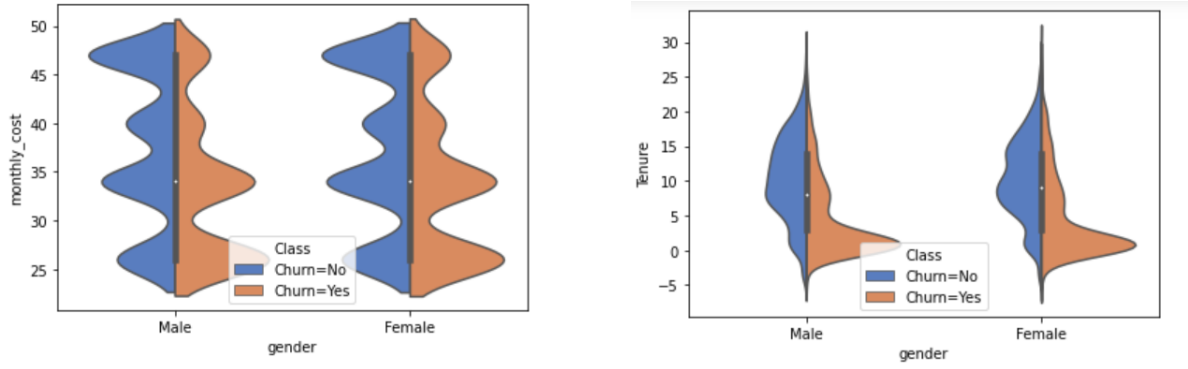 50
45
40
35
30
25
monthly_cost
Class
Churn=No
Churn=Yes
Male
Female
gender
30
25
20
15
10
5
0
−5
Tenure
Class
Churn=No
Churn=Yes
Male
Female
gender